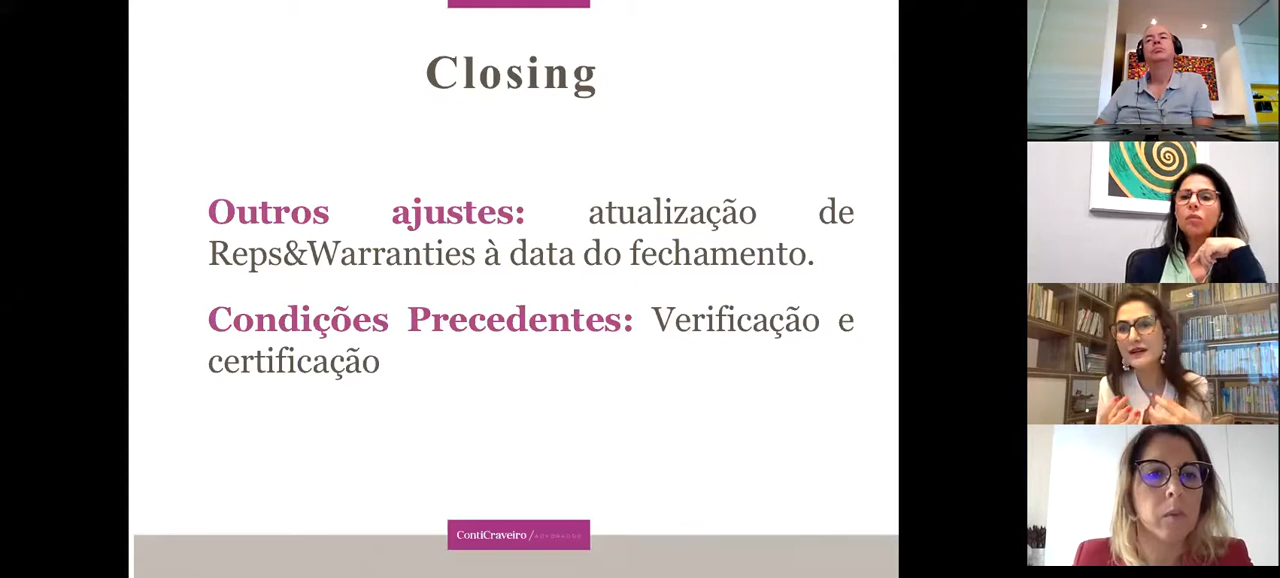 Closing
Outros ajustes: atualização de
Reps&Warranties à data do fechamento.
Condições Precedentes: Verificação e
certificação
ContiCraveiro /